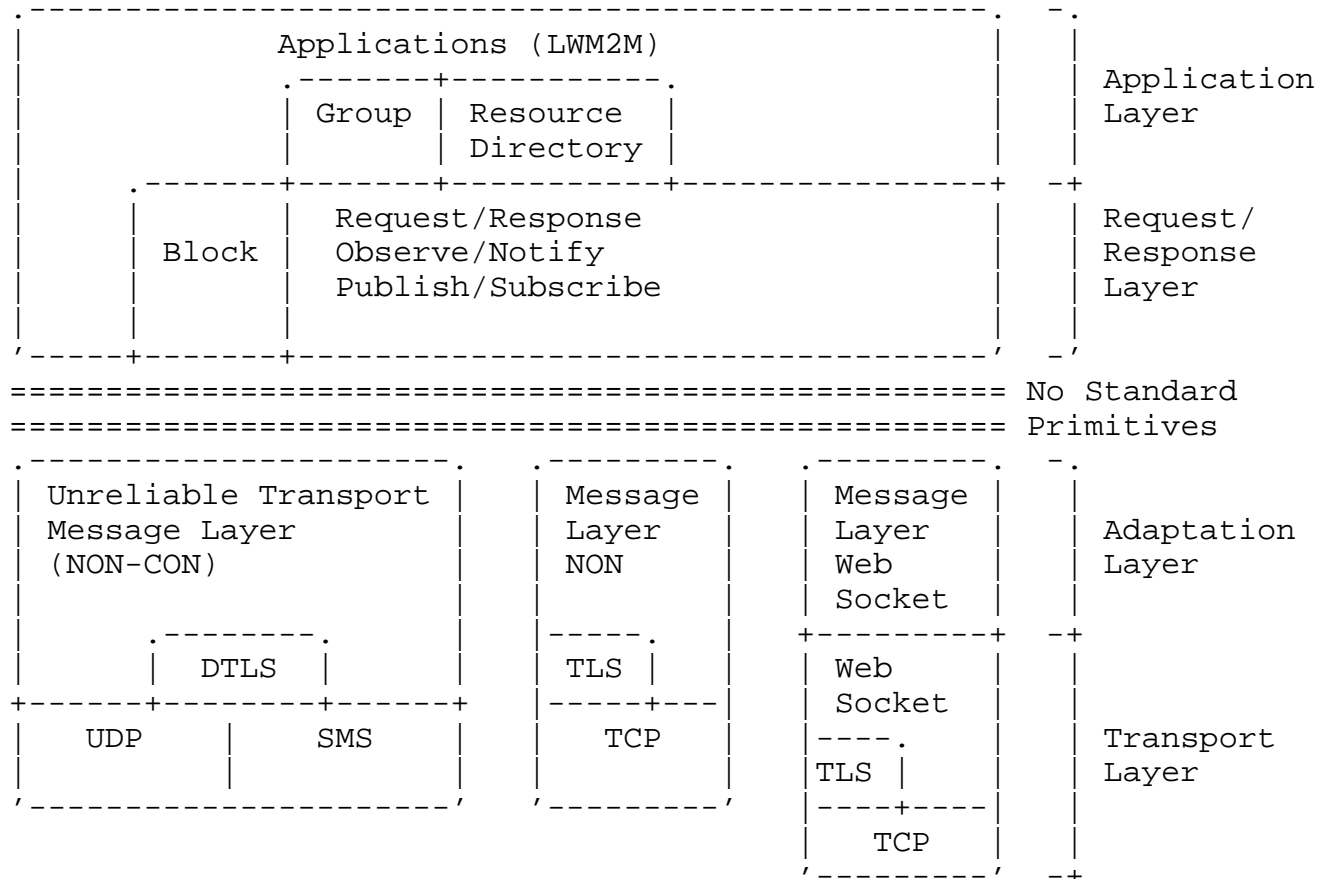 Applications (LWM2M)
Group Resource Application
Directory Layer
Request/Response Request/
Block Observe/Notify Response
Publish/Subscribe Layer
No Standard
Primitives
Unreliable Transport Message Message
Message Layer Layer Layer Adaptation
(NON-CON) NON Web Layer
Socket
DTLS TLS Web
Socket
UDP SMS TCP Transport
TLS Layer
TCP